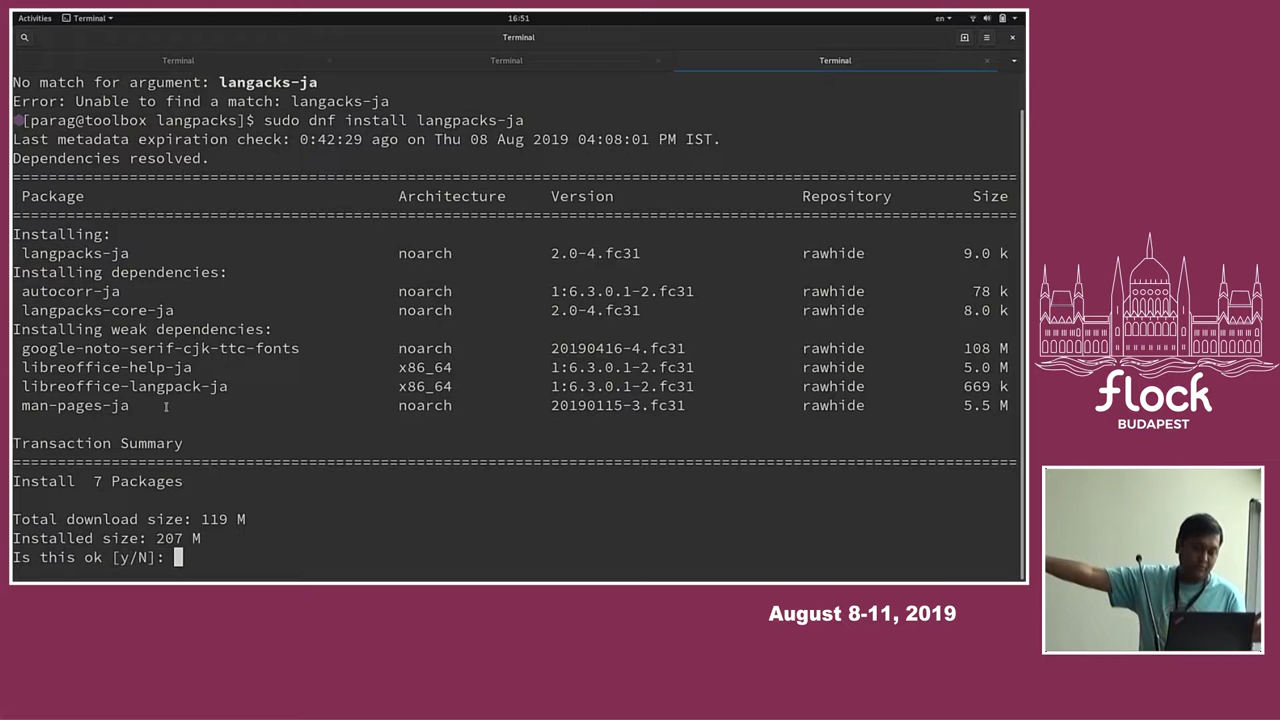 Activities Terminal 16:51 en
Terminal
Terminal Terminal Terminal
No match for argument: langacks-ja
Error: Unable to find a match: langacks-ja
[parag@toolbox langpacks]$ sudo dnf install langpacks-ja
Last metadata expiration check: 0:42:29 ago on Thu 08 Aug 2019 04:08:01 PM IST.
Dependencies resolved.
================================================================================
Package Architecture Version Repository Size
================================================================================
Installing:
langpacks-ja noarch 2.0-4.fc31 rawhide 9.0 k
Installing dependencies:
autocorr-ja noarch 1:6.3.0.1-2.fc31 rawhide 78 k
langpacks-core-ja noarch 2.0-4.fc31 rawhide 8.0 k
Installing weak dependencies:
google-noto-serif-cjk-ttc-fonts noarch 20190416-4.fc31 rawhide 108 M
libreoffice-help-ja x86_64 1:6.3.0.1-2.fc31 rawhide 5.0 M
libreoffice-langpack-ja x86_64 1:6.3.0.1-2.fc31 rawhide 669 k
man-pages-ja noarch 20190115-3.fc31 rawhide 5.5 M
Transaction Summary
================================================================================
Install 7 Packages
Total download size: 119 M
Installed size: 207 M
Is this ok [y/N]:
flock
BUDAPEST
August 8-11, 2019